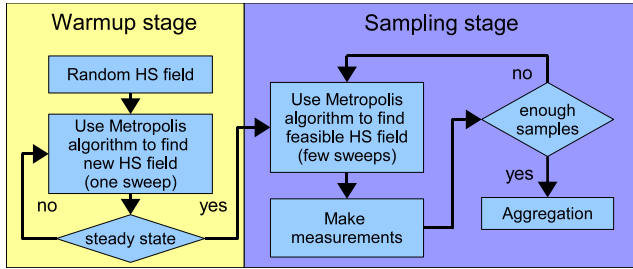 Warmup stage
Random HS field
Use Metropolis
algorithm to find
new HS field
(one sweep)
no
yes
steady state
Sampling stage
Use Metropolis
algorithm to find
feasible HS field
(few sweeps)
Make
measurements
no
enough
samples
yes
Aggregation